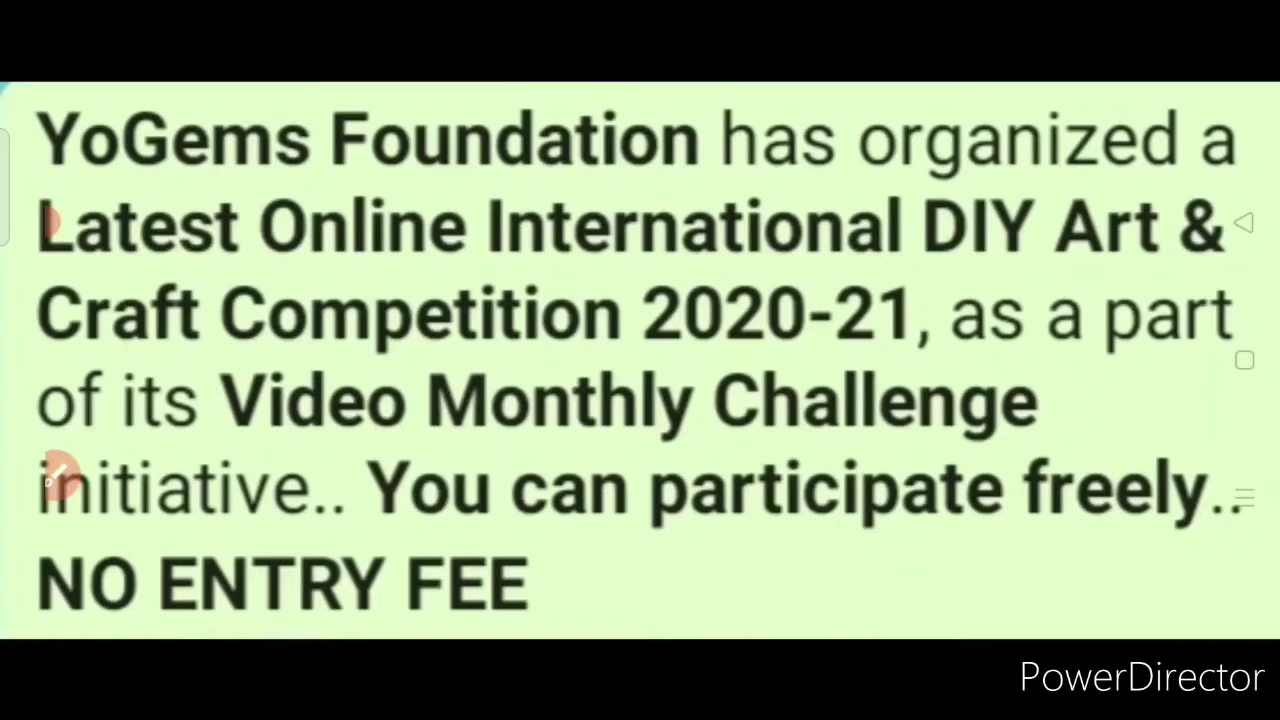 YoGems Foundation has organized a
Latest Online International DIY Art &
Craft Competition 2020-21, as a part
of its Video Monthly Challenge
initiative.. You can participate freely..
NO ENTRY FEE
PowerDirector